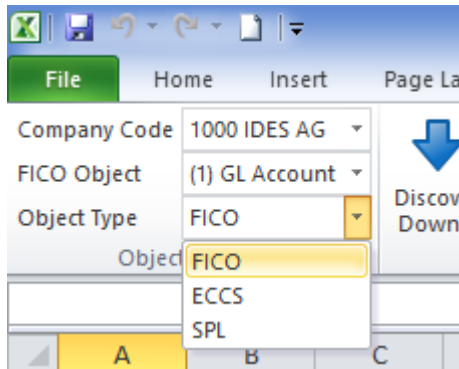 File Home Insert Page La
Company Code 1000 IDES AG
FICO Object (1) GL Account
Object Type FICO
Discov
Down
Object
FICO
ECCS
SPL
A B C